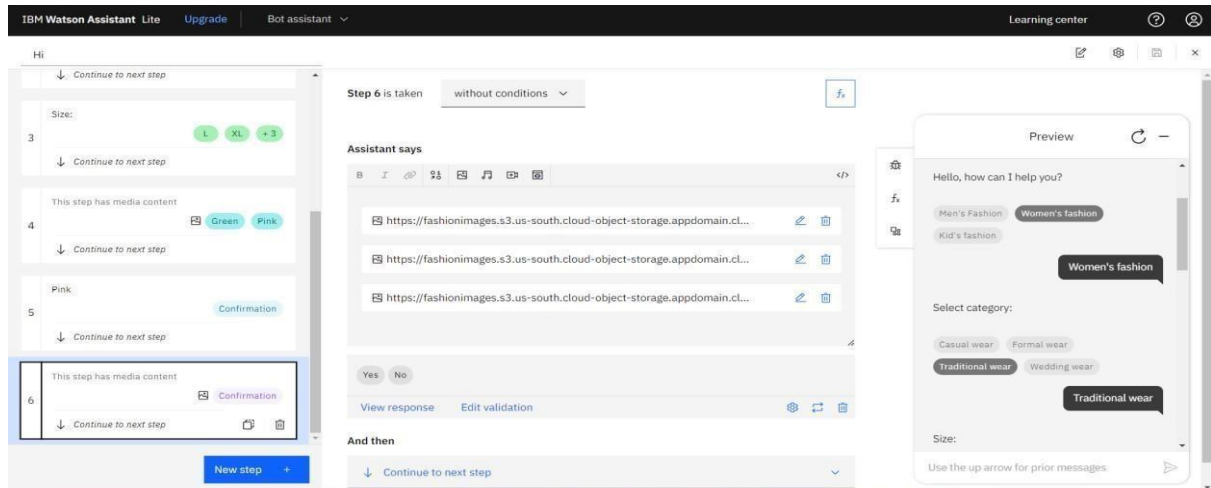 IBM Watson Assistant Lite Upgrade Bot assistant Learning center
Hi
Continue to next step
3
Size:
L XL + 3
Continue to next step
4
This step has media content
Green Pink
Continue to next step
5
Pink
Confirmation
Continue to next step
6
This step has media content
Confirmation
Continue to next step
New step +
Step 6 is taken without conditions
fx
Assistant says
B I </>
https://fashionimages.s3.us-south.cloud-object-storage.appdomain.cl...
https://fashionimages.s3.us-south.cloud-object-storage.appdomain.cl...
https://fashionimages.s3.us-south.cloud-object-storage.appdomain.cl...
Yes No
View response Edit validation
And then
Continue to next step
fx
Preview
Hello, how can I help you?
Men's Fashion Women's fashion
Kid's fashion
Women's fashion
Select category:
Casual wear Formal wear
Traditional wear Wedding wear
Traditional wear
Size:
Use the up arrow for prior messages